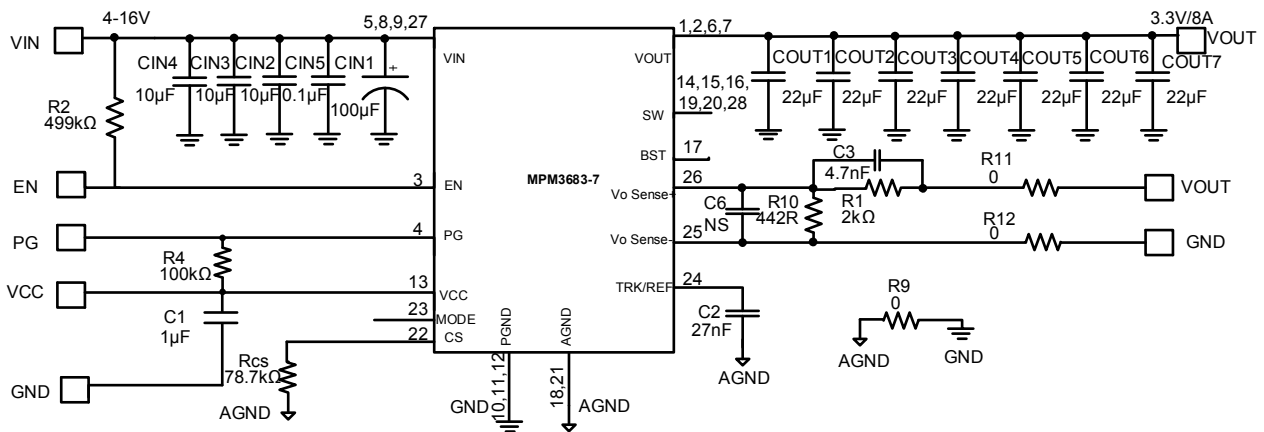 4-16V
5,8,9,27
1,2,6,7
3.3V/8A
VIN
VOUT
CIN4
CIN3
CIN2
CIN5
CIN1
+
10µF
10µF
10µF
0.1µF
100µF
VIN
VOUT
COUT1
COUT2
COUT3
COUT4
COUT5
COUT6
COUT7
22µF
22µF
22µF
22µF
22µF
22µF
22µF
14,15,16,
19,20,28
SW
R2
499kΩ
17
BST
C3
4.7nF
R11
0
EN
3
EN
MPM3683-7
26
Vo Sense+
C6
NS
R10
442R
R1
2kΩ
VOUT
PG
4
PG
25
Vo Sense-
R12
0
GND
R4
100kΩ
VCC
13
VCC
24
TRK/REF
C1
1µF
23
MODE
C2
27nF
R9
0
22
CS
PGND
AGND
Rcs
78.7kΩ
AGND
GND
AGND
GND
AGND
GND
10,11,12
18,21
AGND